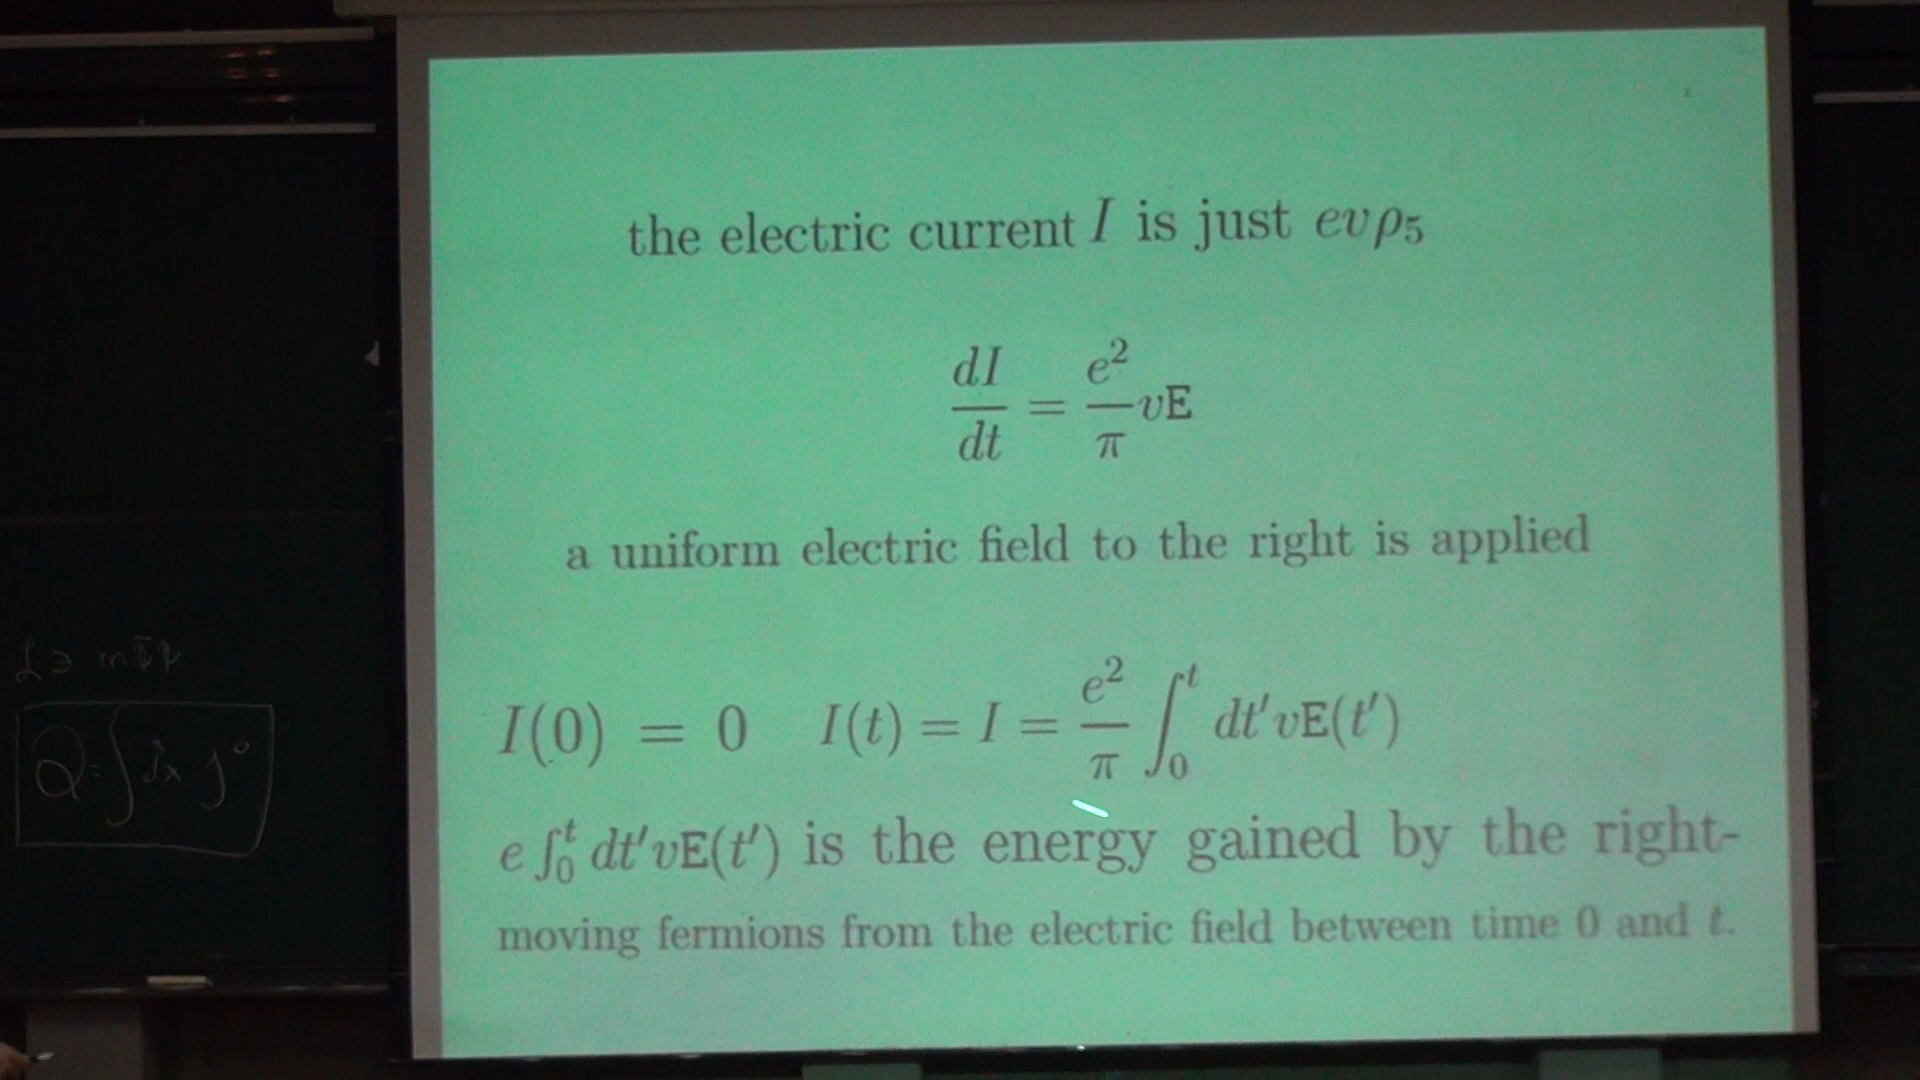 the electric current I is just evρ₅
dI/dt = e²/π vE
a uniform electric field to the right is applied
I(0) = 0 I(t) = I = e²/π ∫₀ᵗ dt′vE(t′)
e ∫₀ᵗ dt′vE(t′) is the energy gained by the right-
moving fermions from the electric field between time 0 and t.